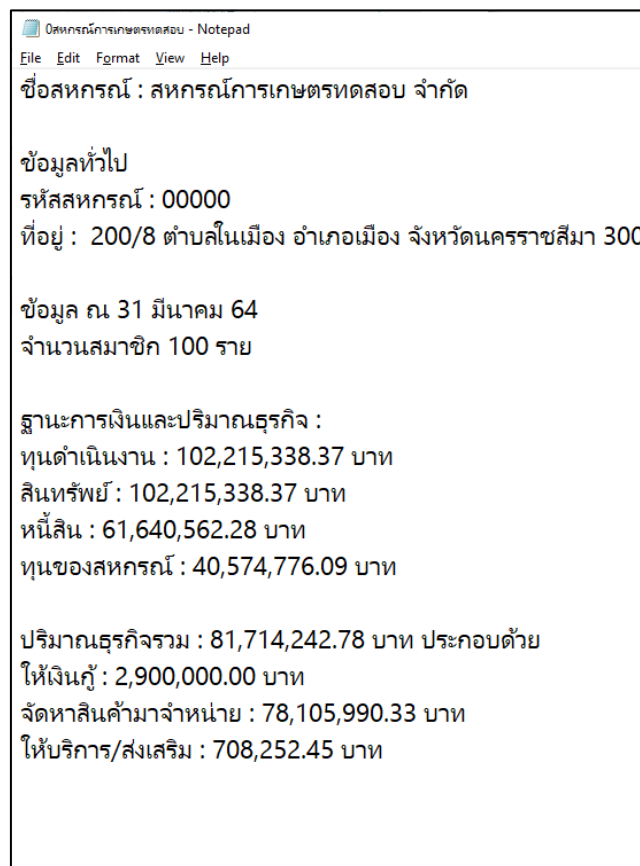 0สหกรณ์การเกษตรทดสอบ - Notepad
File Edit Format View Help
ชื่อสหกรณ์ : สหกรณ์การเกษตรทดสอบ จำกัด
ข้อมูลทั่วไป
รหัสสหกรณ์ : 00000
ที่อยู่ : 200/8 ตำบลในเมือง อำเภอเมือง จังหวัดนครราชสีมา 300
ข้อมูล ณ 31 มีนาคม 64
จำนวนสมาชิก 100 ราย
ฐานะการเงินและปริมาณธุรกิจ :
ทุนดำเนินงาน : 102,215,338.37 บาท
สินทรัพย์ : 102,215,338.37 บาท
หนี้สิน : 61,640,562.28 บาท
ทุนของสหกรณ์ : 40,574,776.09 บาท
ปริมาณธุรกิจรวม : 81,714,242.78 บาท ประกอบด้วย
ให้เงินกู้ : 2,900,000.00 บาท
จัดหาสินค้ามาจำหน่าย : 78,105,990.33 บาท
ให้บริการ/ส่งเสริม : 708,252.45 บาท